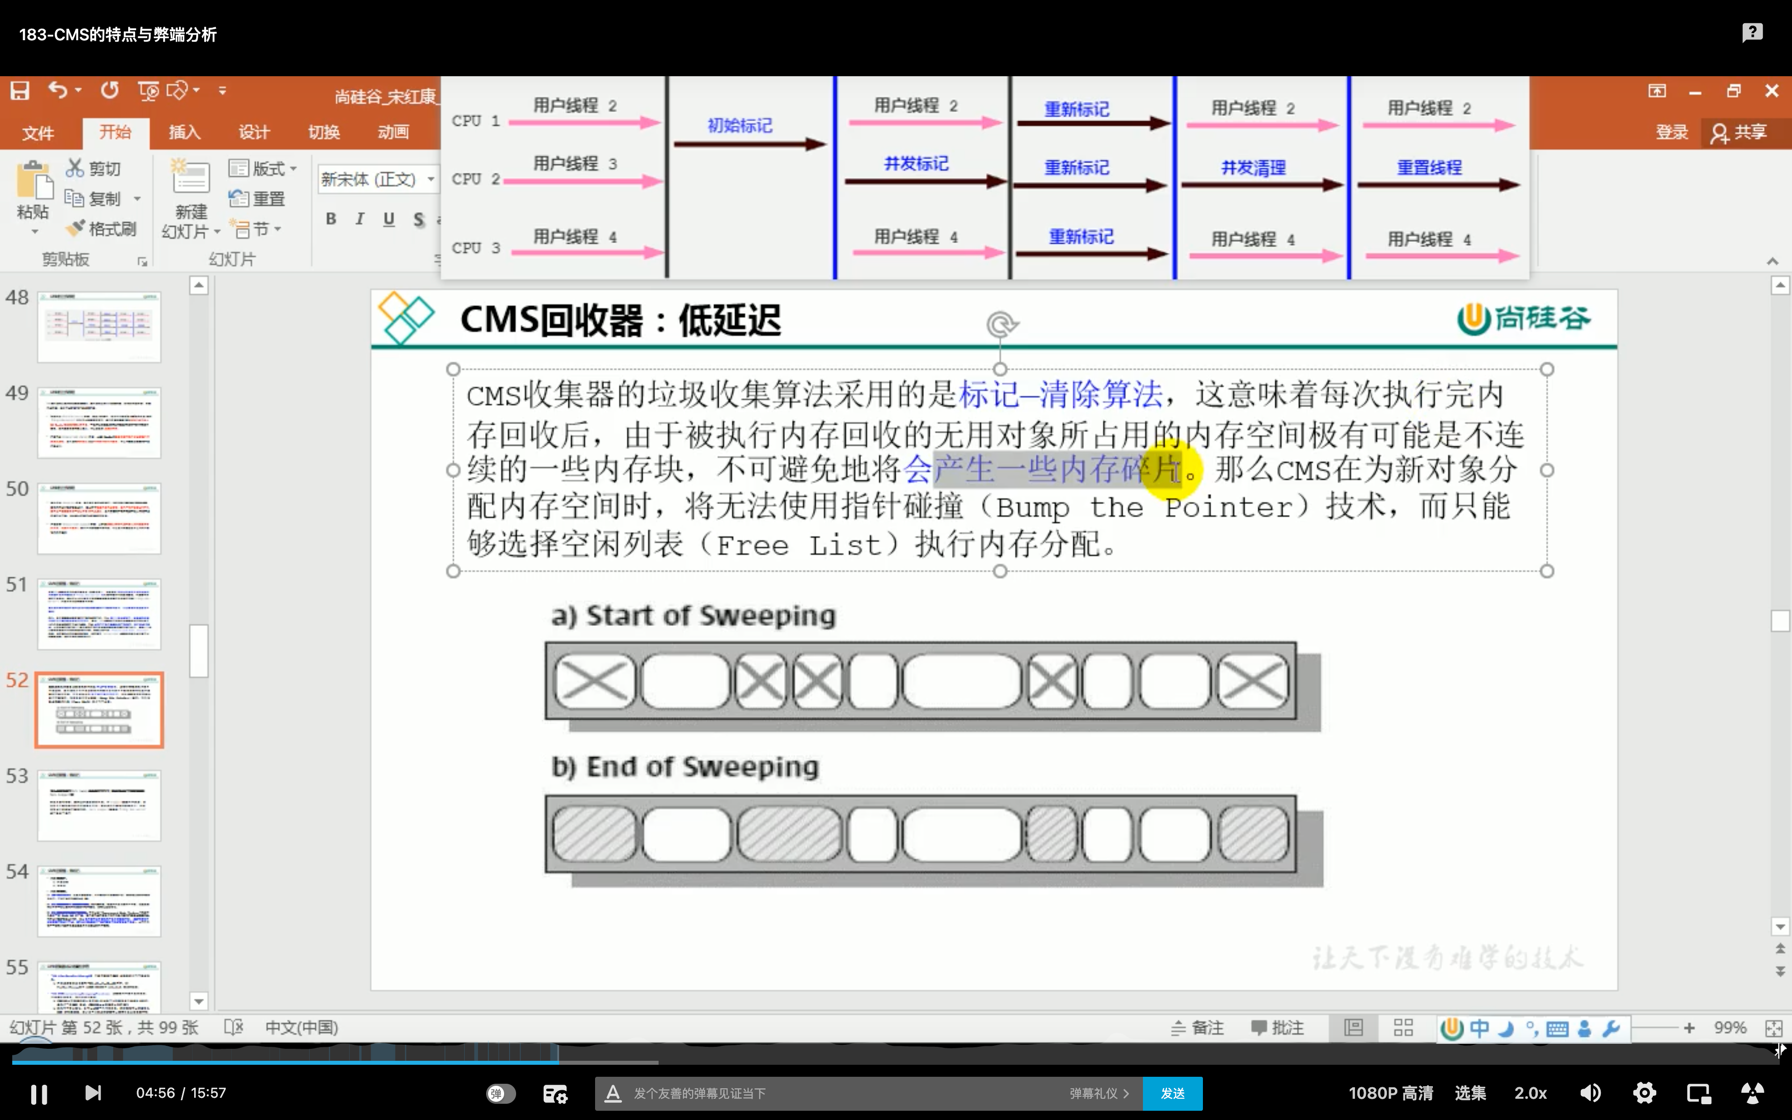 183-CMS的特点与弊端分析
尚硅谷_宋红康_
文件
开始
插入
设计
切换
动画
登录
共享
粘贴
剪切
复制
格式刷
剪贴板
新建
幻灯片
版式
重置
节
幻灯片
新宋体 (正文)
B I U S
CPU 1
用户线程 2
初始标记
用户线程 2
重新标记
用户线程 2
用户线程 2
CPU 2
用户线程 3
并发标记
重新标记
并发清理
重置线程
CPU 3
用户线程 4
用户线程 4
重新标记
用户线程 4
用户线程 4
48
49
50
51
52
53
54
55
CMS回收器：低延迟
尚硅谷
CMS收集器的垃圾收集算法采用的是标记—清除算法，这意味着每次执行完内
存回收后，由于被执行内存回收的无用对象所占用的内存空间极有可能是不连
续的一些内存块，不可避免地将会产生一些内存碎片。那么CMS在为新对象分
配内存空间时，将无法使用指针碰撞（Bump the Pointer）技术，而只能
够选择空闲列表（Free List）执行内存分配。
a) Start of Sweeping
b) End of Sweeping
让天下没有难学的技术
幻灯片 第 52 张，共 99 张
中文(中国)
备注
批注
中
99%
04:56 / 15:57
弹
发个友善的弹幕见证当下
弹幕礼仪
发送
1080P 高清
选集
2.0x